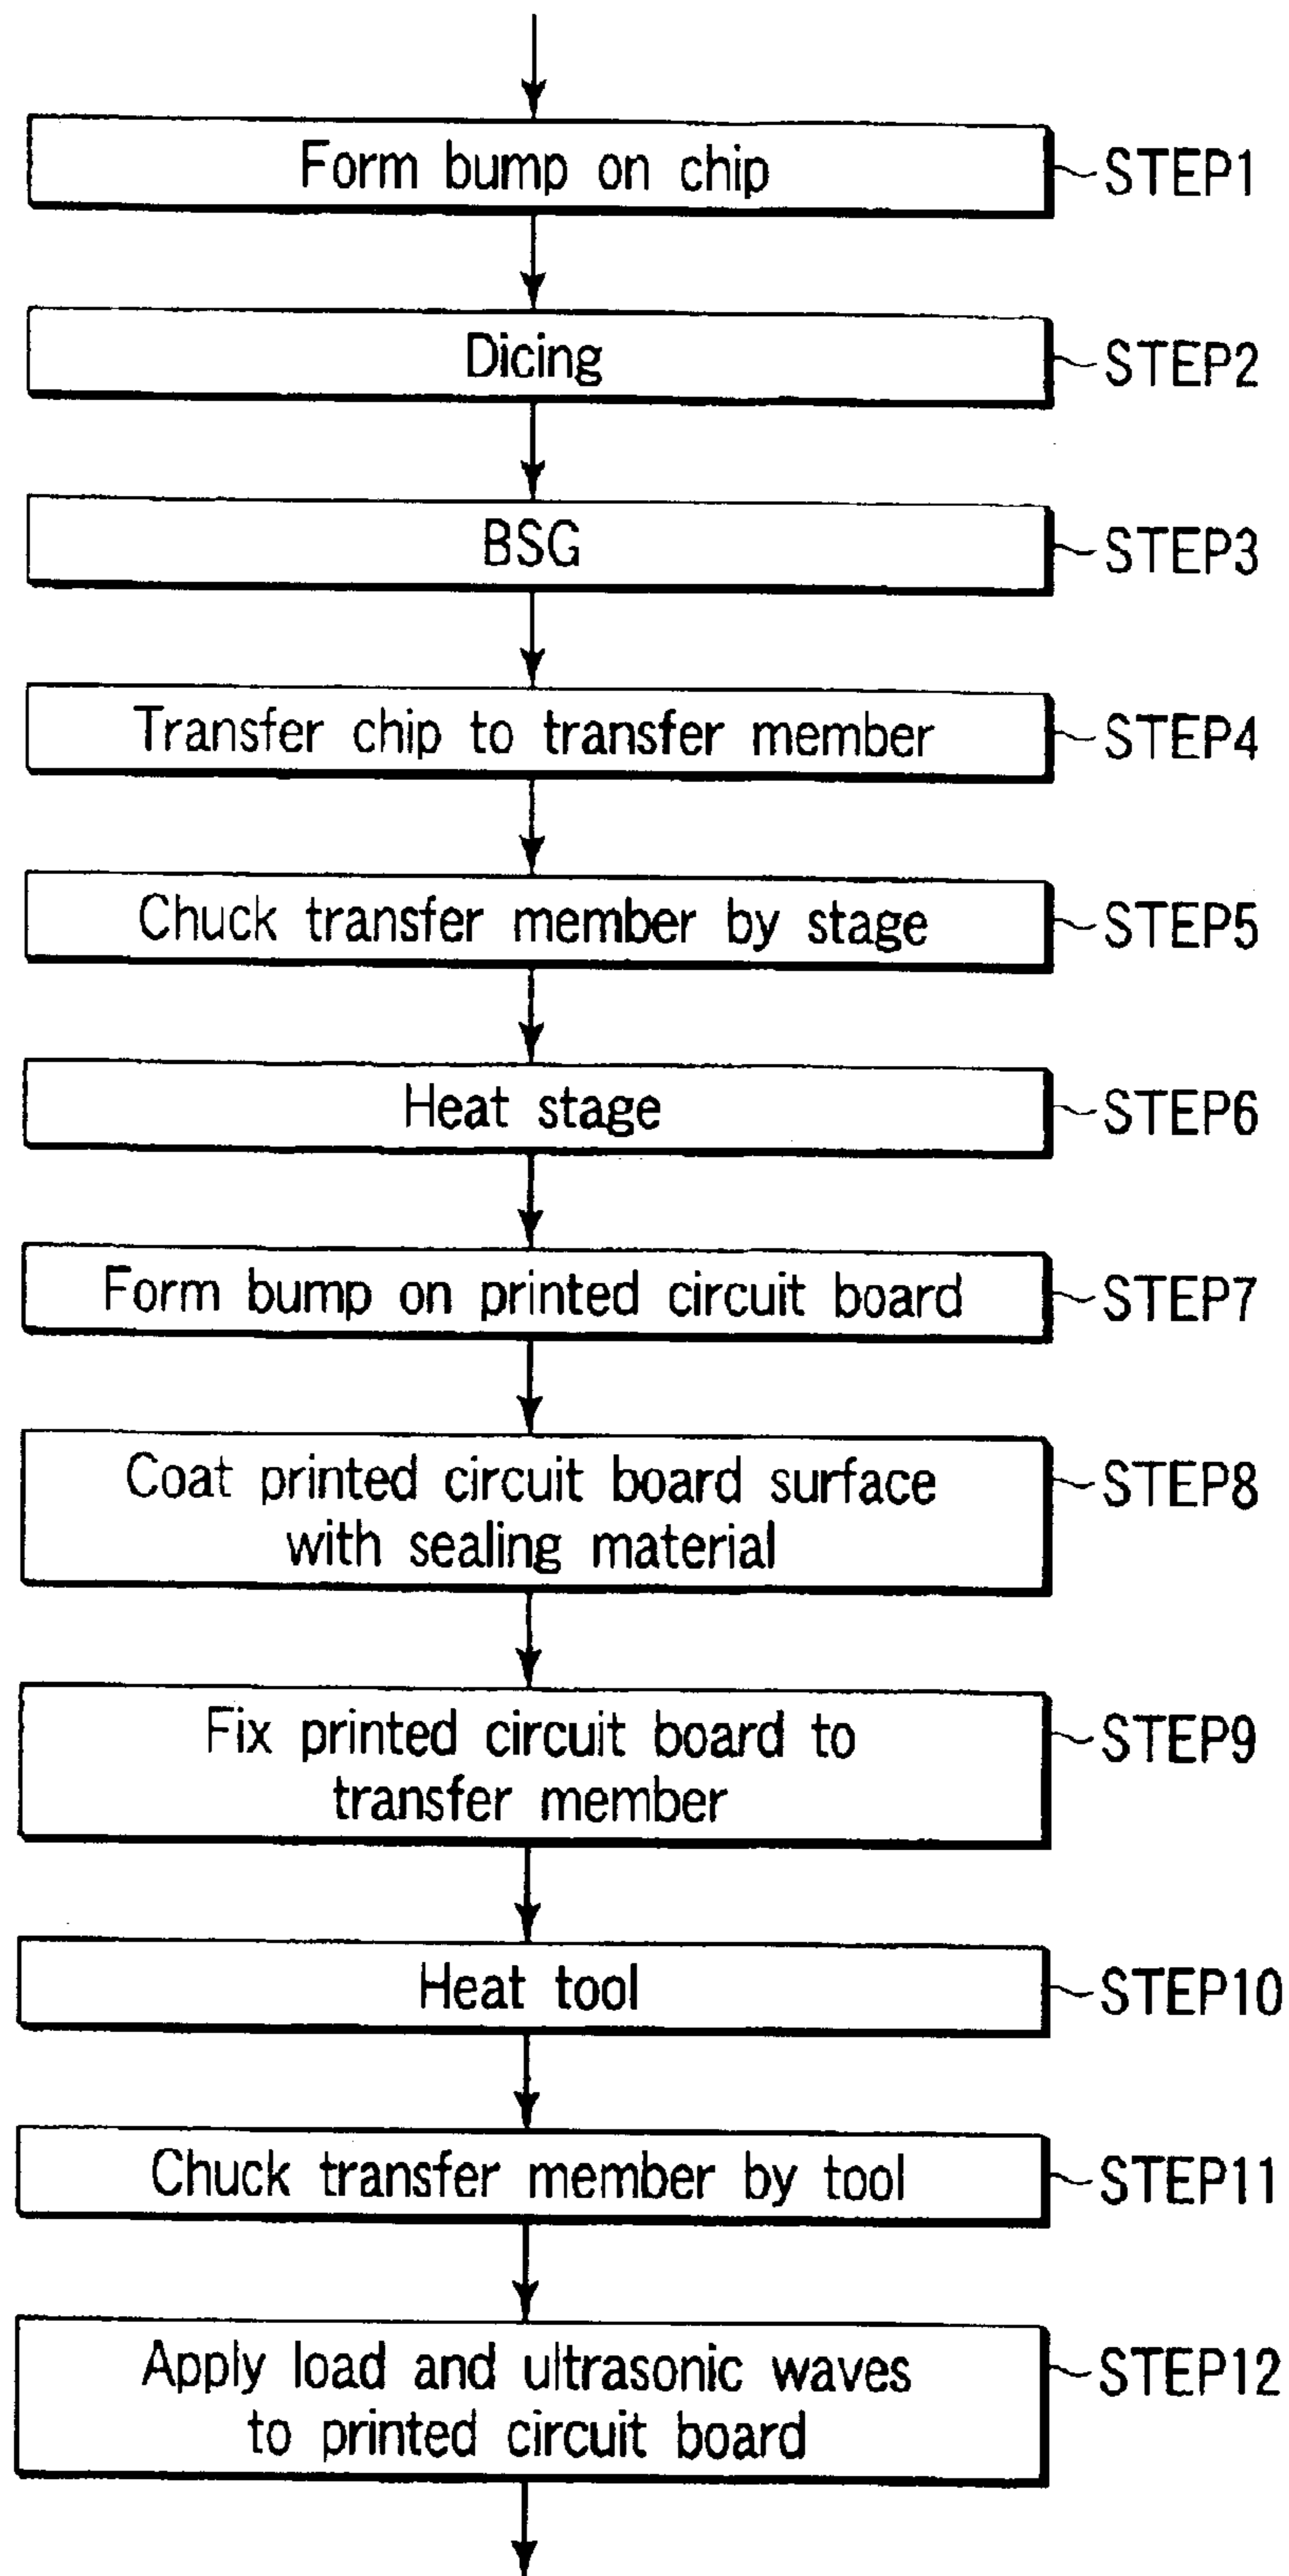 Form bump on chip
STEP1
Dicing
STEP2
BSG
STEP3
Transfer chip to transfer member
STEP4
Chuck transfer member by stage
STEP5
Heat stage
STEP6
Form bump on printed circuit board
STEP7
Coat printed circuit board surface
with sealing material
STEP8
Fix printed circuit board to
transfer member
STEP9
Heat tool
STEP10
Chuck transfer member by tool
STEP11
Apply load and ultrasonic waves
to printed circuit board
STEP12